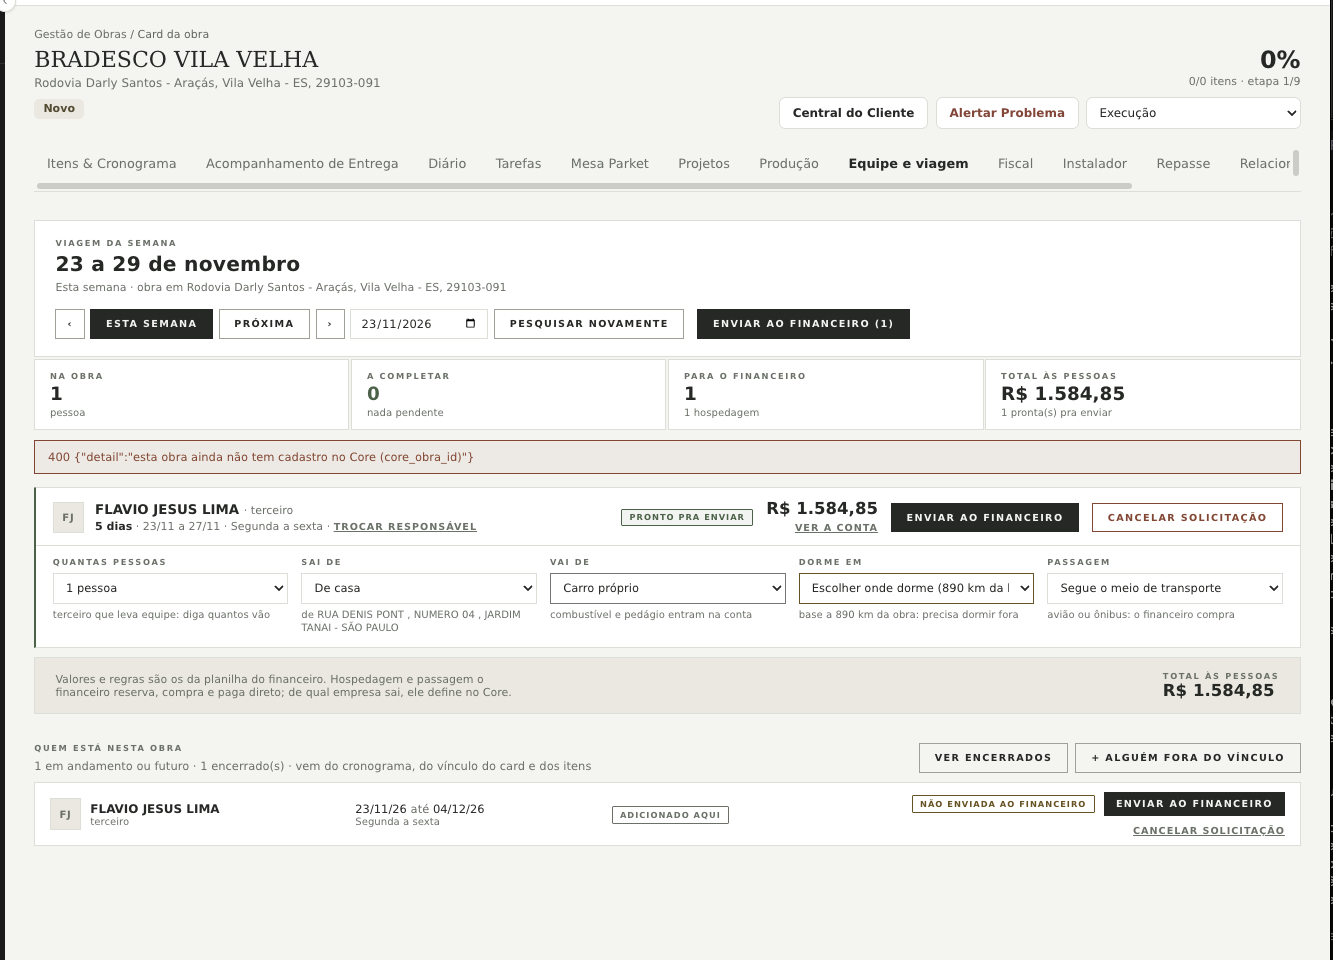 Gestão de Obras / Card da obra
BRADESCO VILA VELHA
Rodovia Darly Santos - Araçás, Vila Velha - ES, 29103-091
Novo
0%
0/0 itens · etapa 1/9
Central do Cliente
Alertar Problema
Execução
Itens & Cronograma
Acompanhamento de Entrega
Diário
Tarefas
Mesa Parket
Projetos
Produção
Equipe e viagem
Fiscal
Instalador
Repasse
Relacior
VIAGEM DA SEMANA
23 a 29 de novembro
Esta semana · obra em Rodovia Darly Santos - Araçás, Vila Velha - ES, 29103-091
‹
ESTA SEMANA
PRÓXIMA
›
23/11/2026
PESQUISAR NOVAMENTE
ENVIAR AO FINANCEIRO (1)
NA OBRA
1
pessoa
A COMPLETAR
0
nada pendente
PARA O FINANCEIRO
1
1 hospedagem
TOTAL ÀS PESSOAS
R$ 1.584,85
1 pronta(s) pra enviar
400 {"detail":"esta obra ainda não tem cadastro no Core (core_obra_id)"}
FJ
FLAVIO JESUS LIMA · terceiro
5 dias · 23/11 a 27/11 · Segunda a sexta · TROCAR RESPONSÁVEL
PRONTO PRA ENVIAR
R$ 1.584,85
VER A CONTA
ENVIAR AO FINANCEIRO
CANCELAR SOLICITAÇÃO
QUANTAS PESSOAS
1 pessoa
terceiro que leva equipe: diga quantos vão
SAI DE
De casa
de RUA DENIS PONT , NUMERO 04 , JARDIM
TANAI - SÃO PAULO
VAI DE
Carro próprio
combustível e pedágio entram na conta
DORME EM
Escolher onde dorme (890 km da l
base a 890 km da obra: precisa dormir fora
PASSAGEM
Segue o meio de transporte
avião ou ônibus: o financeiro compra
Valores e regras são os da planilha do financeiro. Hospedagem e passagem o
financeiro reserva, compra e paga direto; de qual empresa sai, ele define no Core.
TOTAL ÀS PESSOAS
R$ 1.584,85
QUEM ESTÁ NESTA OBRA
1 em andamento ou futuro · 1 encerrado(s) · vem do cronograma, do vínculo do card e dos itens
VER ENCERRADOS
+ ALGUÉM FORA DO VÍNCULO
FJ
FLAVIO JESUS LIMA
terceiro
23/11/26 até 04/12/26
Segunda a sexta
ADICIONADO AQUI
NÃO ENVIADA AO FINANCEIRO
ENVIAR AO FINANCEIRO
CANCELAR SOLICITAÇÃO